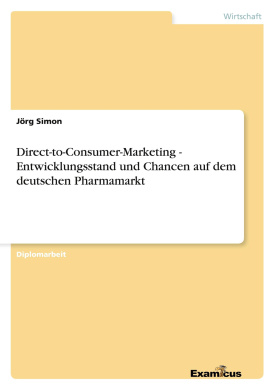 Wirtschaft
Jörg Simon
Direct-to-Consumer-Marketing -
Entwicklungsstand und Chancen auf dem
deutschen Pharmamarkt
Diplomarbeit
Examicus